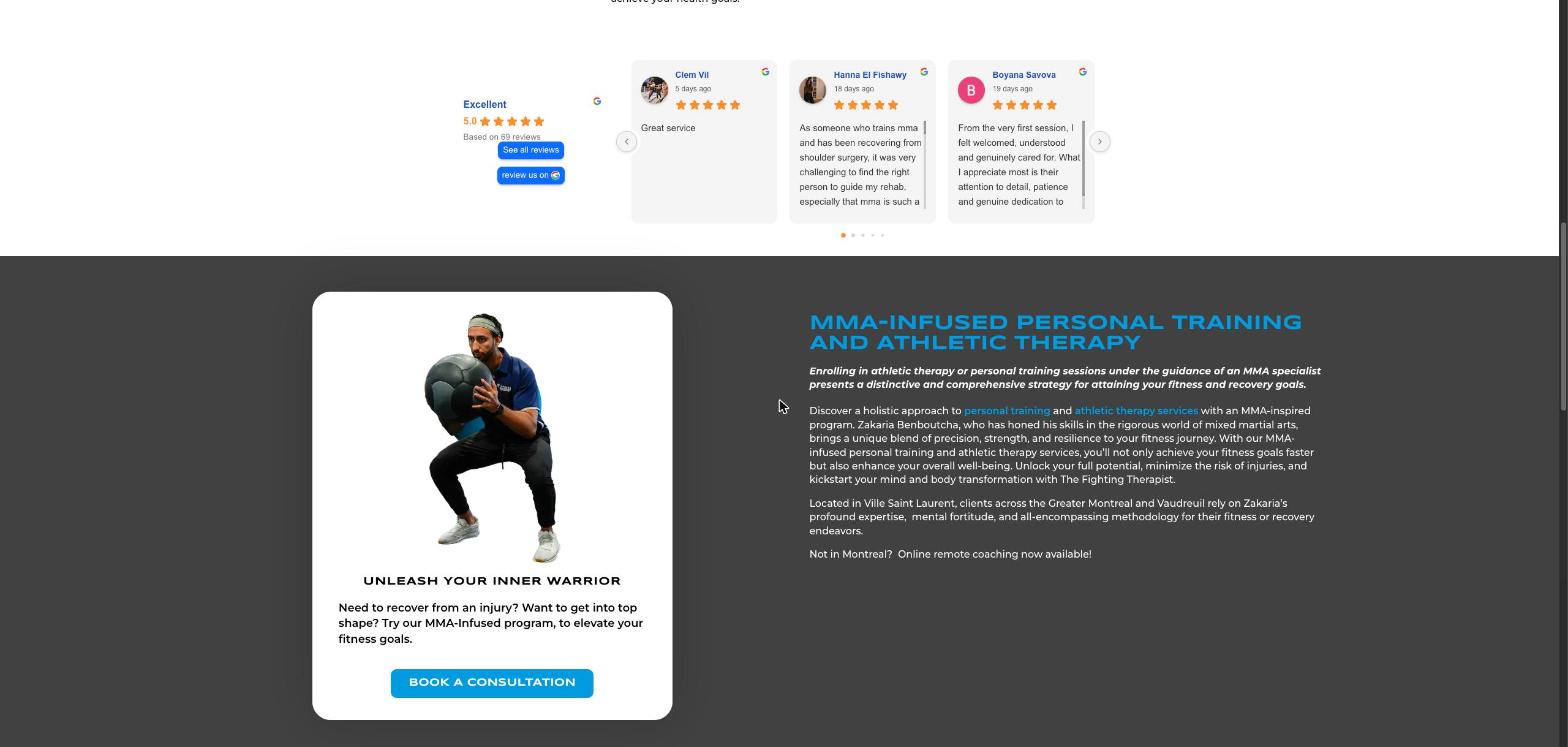 achieve your health goals.
Excellent
5.0
Based on 69 reviews
See all reviews
review us on
Clem Vil
5 days ago
Great service
Hanna El Fishawy
18 days ago
As someone who trains mma
and has been recovering from
shoulder surgery, it was very
challenging to find the right
person to guide my rehab,
especially that mma is such a
B
Boyana Savova
19 days ago
From the very first session, I
felt welcomed, understood
and genuinely cared for. What
I appreciate most is their
attention to detail, patience
and genuine dedication to
UNLEASH YOUR INNER WARRIOR
Need to recover from an injury? Want to get into top
shape? Try our MMA-Infused program, to elevate your
fitness goals.
BOOK A CONSULTATION
MMA-INFUSED PERSONAL TRAINING
AND ATHLETIC THERAPY
Enrolling in athletic therapy or personal training sessions under the guidance of an MMA specialist
presents a distinctive and comprehensive strategy for attaining your fitness and recovery goals.
Discover a holistic approach to personal training and athletic therapy services with an MMA-inspired
program. Zakaria Benboutcha, who has honed his skills in the rigorous world of mixed martial arts,
brings a unique blend of precision, strength, and resilience to your fitness journey. With our MMA-
infused personal training and athletic therapy services, you'll not only achieve your fitness goals faster
but also enhance your overall well-being. Unlock your full potential, minimize the risk of injuries, and
kickstart your mind and body transformation with The Fighting Therapist.
Located in Ville Saint Laurent, clients across the Greater Montreal and Vaudreuil rely on Zakaria's
profound expertise,  mental fortitude, and all-encompassing methodology for their fitness or recovery
endeavors.
Not in Montreal?  Online remote coaching now available!